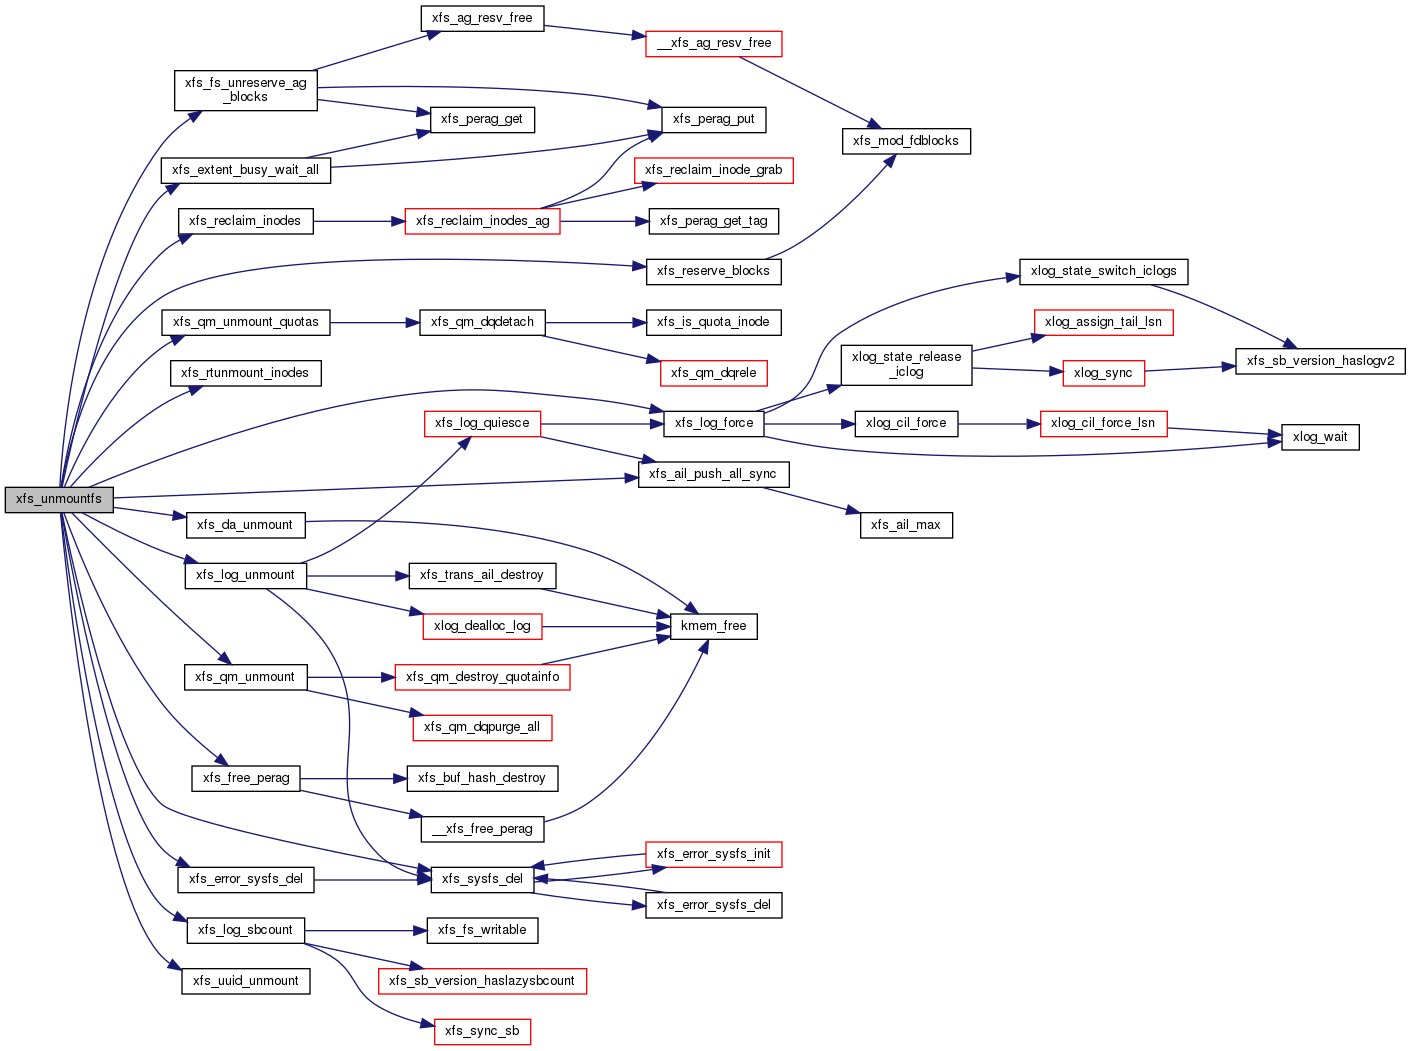 xfs_ag_resv_free
__xfs_ag_resv_free
xfs_fs_unreserve_ag
_blocks
xfs_perag_get
xfs_perag_put
xfs_mod_fdblocks
xfs_extent_busy_wait_all
xfs_reclaim_inode_grab
xfs_reclaim_inodes
xfs_reclaim_inodes_ag
xfs_perag_get_tag
xfs_reserve_blocks
xlog_state_switch_iclogs
xfs_qm_unmount_quotas
xfs_qm_dqdetach
xfs_is_quota_inode
xlog_assign_tail_lsn
xfs_rtunmount_inodes
xfs_qm_dqrele
xlog_state_release
_iclog
xlog_sync
xfs_sb_version_haslogv2
xfs_log_quiesce
xfs_log_force
xlog_cil_force
xlog_cil_force_lsn
xlog_wait
xfs_ail_push_all_sync
xfs_unmountfs
xfs_da_unmount
xfs_ail_max
xfs_log_unmount
xfs_trans_ail_destroy
xlog_dealloc_log
kmem_free
xfs_qm_unmount
xfs_qm_destroy_quotainfo
xfs_qm_dqpurge_all
xfs_free_perag
xfs_buf_hash_destroy
__xfs_free_perag
xfs_error_sysfs_init
xfs_error_sysfs_del
xfs_sysfs_del
xfs_error_sysfs_del
xfs_log_sbcount
xfs_fs_writable
xfs_uuid_unmount
xfs_sb_version_haslazysbcount
xfs_sync_sb